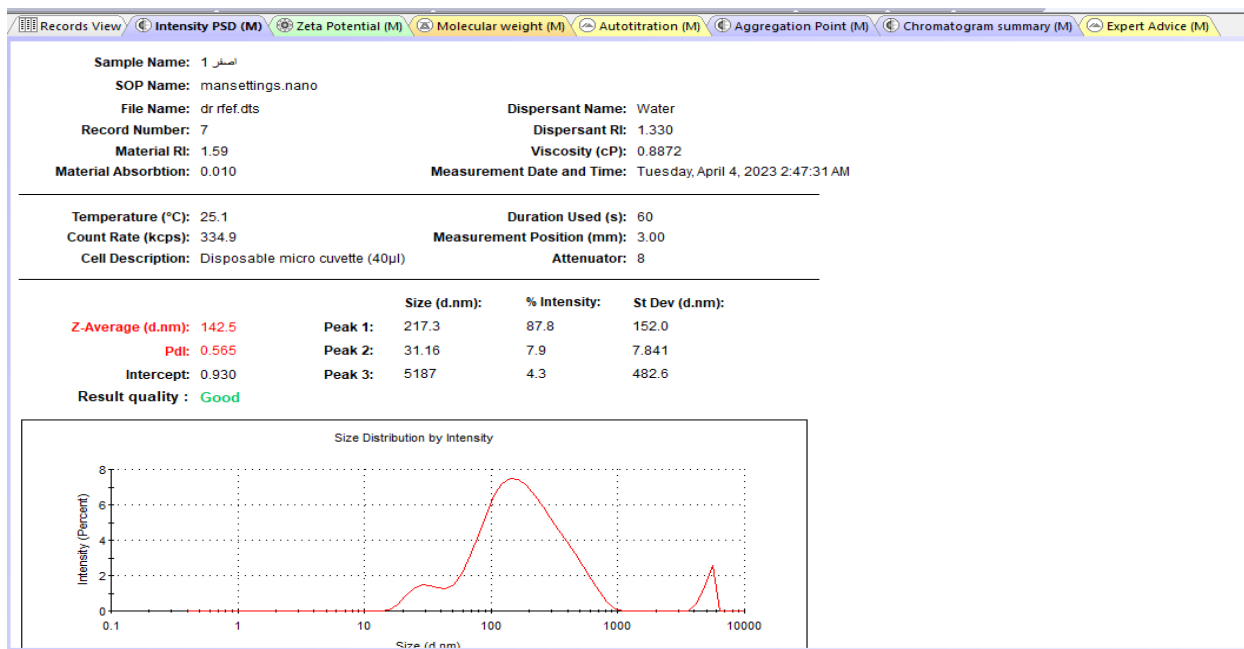 Records View Intensity PSD (M) Zeta Potential (M) Molecular weight (M) Autotitration (M) Aggregation Point (M) Chromatogram summary (M) Expert Advice (M)
Sample Name: اصفر 1
SOP Name: mansettings.nano
File Name: dr rfef.dts Dispersant Name: Water
Record Number: 7 Dispersant RI: 1.330
Material RI: 1.59 Viscosity (cP): 0.8872
Material Absorbtion: 0.010 Measurement Date and Time: Tuesday, April 4, 2023 2:47:31 AM
Temperature (°C): 25.1 Duration Used (s): 60
Count Rate (kcps): 334.9 Measurement Position (mm): 3.00
Cell Description: Disposable micro cuvette (40µl) Attenuator: 8
Size (d.nm): % Intensity: St Dev (d.nm):
Z-Average (d.nm): 142.5 Peak 1: 217.3 87.8 152.0
PdI: 0.565 Peak 2: 31.16 7.9 7.841
Intercept: 0.930 Peak 3: 5187 4.3 482.6
Result quality : Good
Size Distribution by Intensity
Intensity (Percent)
8
6
4
2
0
0.1 1 10 100 1000 10000
Size (d.nm)